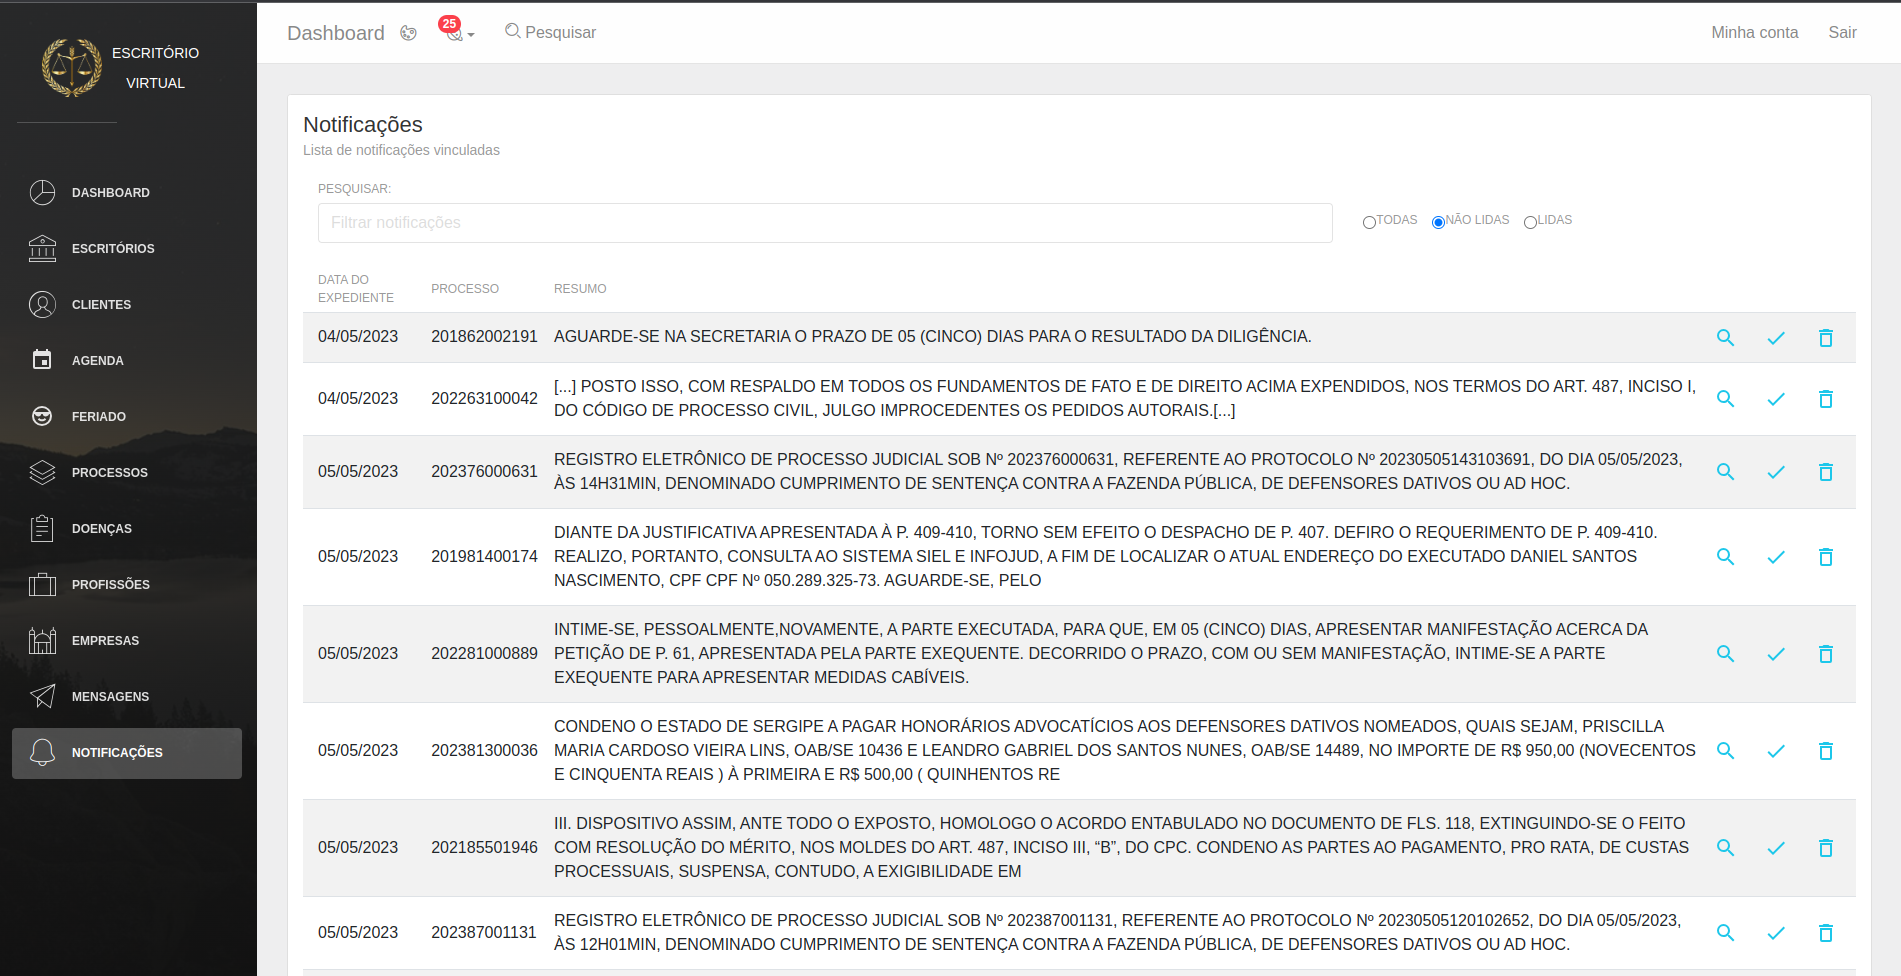 ESCRITÓRIO
VIRTUAL
DASHBOARD
ESCRITÓRIOS
CLIENTES
AGENDA
FERIADO
PROCESSOS
DOENÇAS
PROFISSÕES
EMPRESAS
MENSAGENS
NOTIFICAÇÕES
Dashboard 25 Pesquisar Minha conta Sair
Notificações
Lista de notificações vinculadas
PESQUISAR:
Filtrar notificações TODAS NÃO LIDAS LIDAS
DATA DO
EXPEDIENTE PROCESSO RESUMO
04/05/2023 201862002191 AGUARDE-SE NA SECRETARIA O PRAZO DE 05 (CINCO) DIAS PARA O RESULTADO DA DILIGÊNCIA.
04/05/2023 202263100042 [...] POSTO ISSO, COM RESPALDO EM TODOS OS FUNDAMENTOS DE FATO E DE DIREITO ACIMA EXPENDIDOS, NOS TERMOS DO ART. 487, INCISO I,
DO CÓDIGO DE PROCESSO CIVIL, JULGO IMPROCEDENTES OS PEDIDOS AUTORAIS.[...]
05/05/2023 202376000631 REGISTRO ELETRÔNICO DE PROCESSO JUDICIAL SOB Nº 202376000631, REFERENTE AO PROTOCOLO Nº 20230505143103691, DO DIA 05/05/2023,
ÀS 14H31MIN, DENOMINADO CUMPRIMENTO DE SENTENÇA CONTRA A FAZENDA PÚBLICA, DE DEFENSORES DATIVOS OU AD HOC.
05/05/2023 201981400174 DIANTE DA JUSTIFICATIVA APRESENTADA À P. 409-410, TORNO SEM EFEITO O DESPACHO DE P. 407. DEFIRO O REQUERIMENTO DE P. 409-410.
REALIZO, PORTANTO, CONSULTA AO SISTEMA SIEL E INFOJUD, A FIM DE LOCALIZAR O ATUAL ENDEREÇO DO EXECUTADO DANIEL SANTOS
NASCIMENTO, CPF CPF Nº 050.289.325-73. AGUARDE-SE, PELO
05/05/2023 202281000889 INTIME-SE, PESSOALMENTE,NOVAMENTE, A PARTE EXECUTADA, PARA QUE, EM 05 (CINCO) DIAS, APRESENTAR MANIFESTAÇÃO ACERCA DA
PETIÇÃO DE P. 61, APRESENTADA PELA PARTE EXEQUENTE. DECORRIDO O PRAZO, COM OU SEM MANIFESTAÇÃO, INTIME-SE A PARTE
EXEQUENTE PARA APRESENTAR MEDIDAS CABÍVEIS.
05/05/2023 202381300036 CONDENO O ESTADO DE SERGIPE A PAGAR HONORÁRIOS ADVOCATÍCIOS AOS DEFENSORES DATIVOS NOMEADOS, QUAIS SEJAM, PRISCILLA
MARIA CARDOSO VIEIRA LINS, OAB/SE 10436 E LEANDRO GABRIEL DOS SANTOS NUNES, OAB/SE 14489, NO IMPORTE DE R$ 950,00 (NOVECENTOS
E CINQUENTA REAIS ) À PRIMEIRA E R$ 500,00 ( QUINHENTOS RE
05/05/2023 202185501946 III. DISPOSITIVO ASSIM, ANTE TODO O EXPOSTO, HOMOLOGO O ACORDO ENTABULADO NO DOCUMENTO DE FLS. 118, EXTINGUINDO-SE O FEITO
COM RESOLUÇÃO DO MÉRITO, NOS MOLDES DO ART. 487, INCISO III, “B”, DO CPC. CONDENO AS PARTES AO PAGAMENTO, PRO RATA, DE CUSTAS
PROCESSUAIS, SUSPENSA, CONTUDO, A EXIGIBILIDADE EM
05/05/2023 202387001131 REGISTRO ELETRÔNICO DE PROCESSO JUDICIAL SOB Nº 202387001131, REFERENTE AO PROTOCOLO Nº 20230505120102652, DO DIA 05/05/2023,
ÀS 12H01MIN, DENOMINADO CUMPRIMENTO DE SENTENÇA CONTRA A FAZENDA PÚBLICA, DE DEFENSORES DATIVOS OU AD HOC.